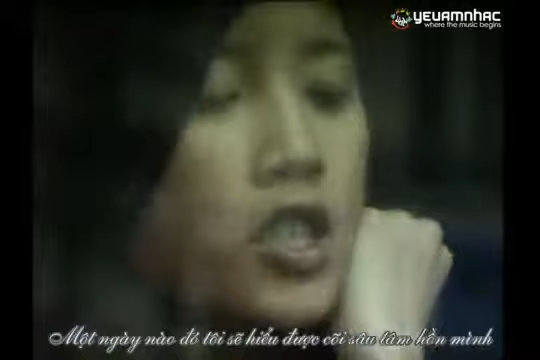 YEUAMNHAC
where the music begins
Một ngày nào đó tôi sẽ hiểu được cõi sâu tâm hồn mình